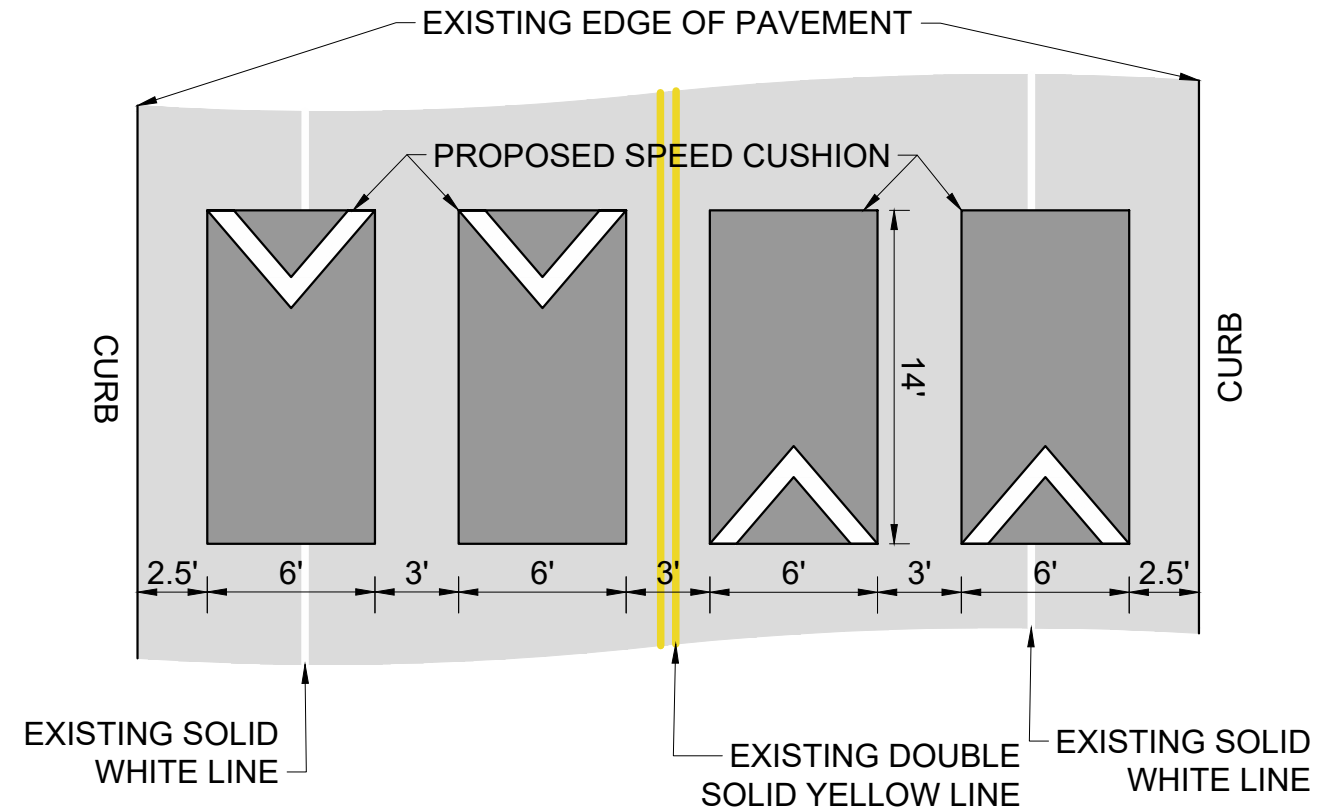 EXISTING EDGE OF PAVEMENT
PROPOSED SPEED CUSHION
CURB
CURB
14'
2.5' 6' 3' 6' 3' 6' 3' 6' 2.5'
EXISTING SOLID
WHITE LINE
EXISTING DOUBLE
SOLID YELLOW LINE
EXISTING SOLID
WHITE LINE